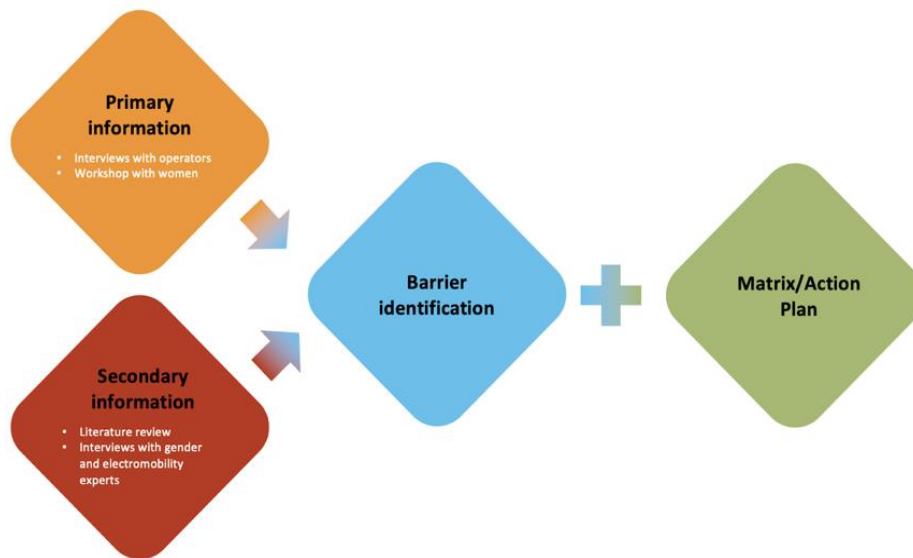 Primary
information
• Interviews with operators
• Workshop with women
Secondary
information
• Literature review
• Interviews with gender
and electromobility
experts
Barrier
identification
Matrix/Action
Plan